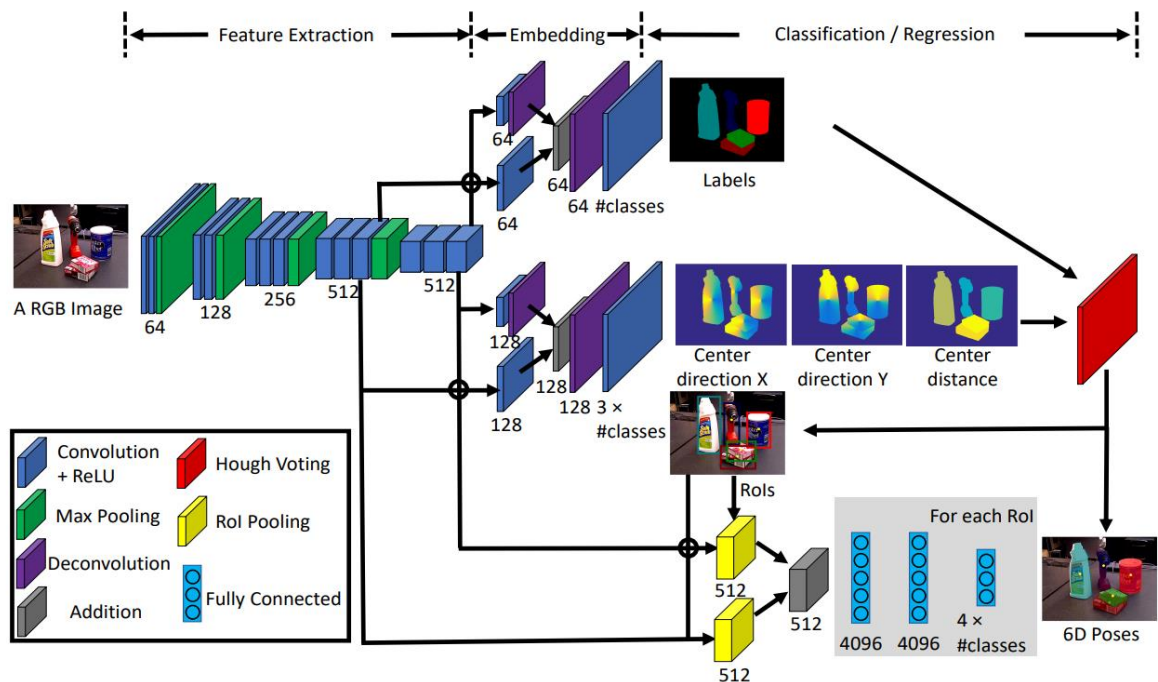 Feature Extraction
Embedding
Classification / Regression
64
64
64
64 #classes
Labels
A RGB Image
64
128
256
512
512
128
128
128
128
3 ×
#classes
Center
direction X
Center
direction Y
Center
distance
RoIs
Convolution
+ ReLU
Hough Voting
Max Pooling
RoI Pooling
Deconvolution
Fully Connected
Addition
512
512
512
For each RoI
4096
4096
4 ×
#classes
6D Poses